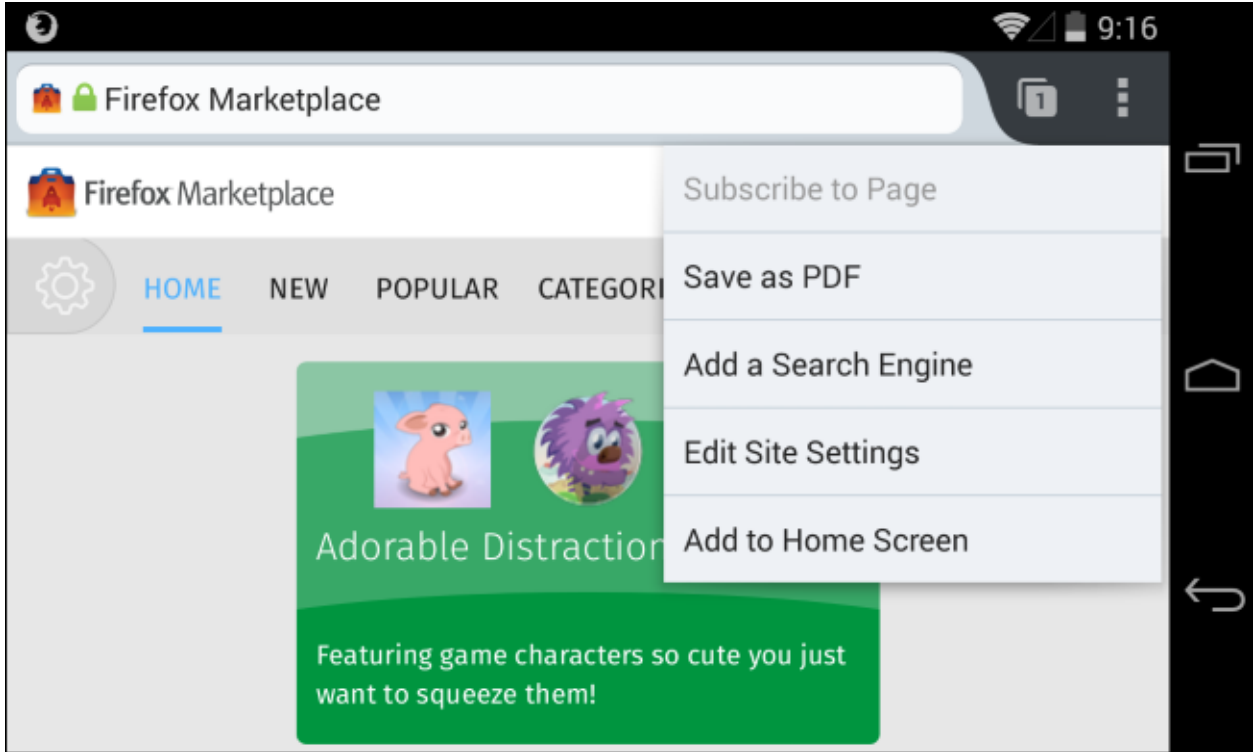 9:16
Firefox Marketplace
1
Firefox Marketplace
Subscribe to Page
HOME NEW POPULAR CATEGORI
Save as PDF
Add a Search Engine
Edit Site Settings
Adorable Distraction
Add to Home Screen
Featuring game characters so cute you just
want to squeeze them!